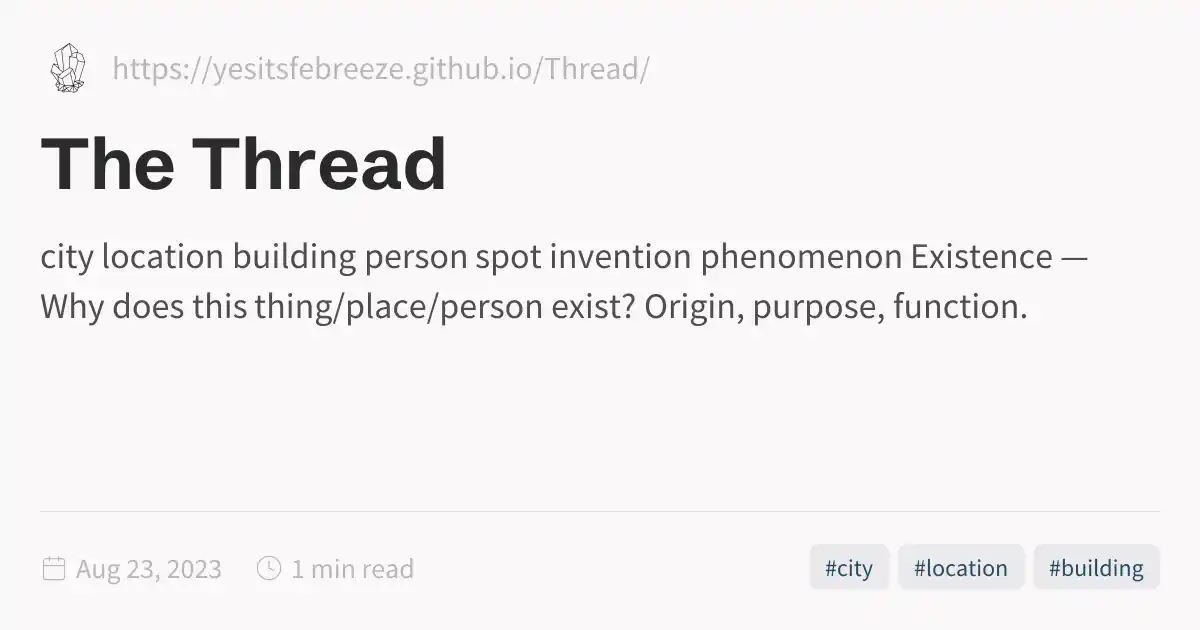 https://yesitsfebreeze.github.io/Thread/
The Thread
city location building person spot invention phenomenon Existence —
Why does this thing/place/person exist? Origin, purpose, function.
Aug 23, 2023 1 min read #city #location #building